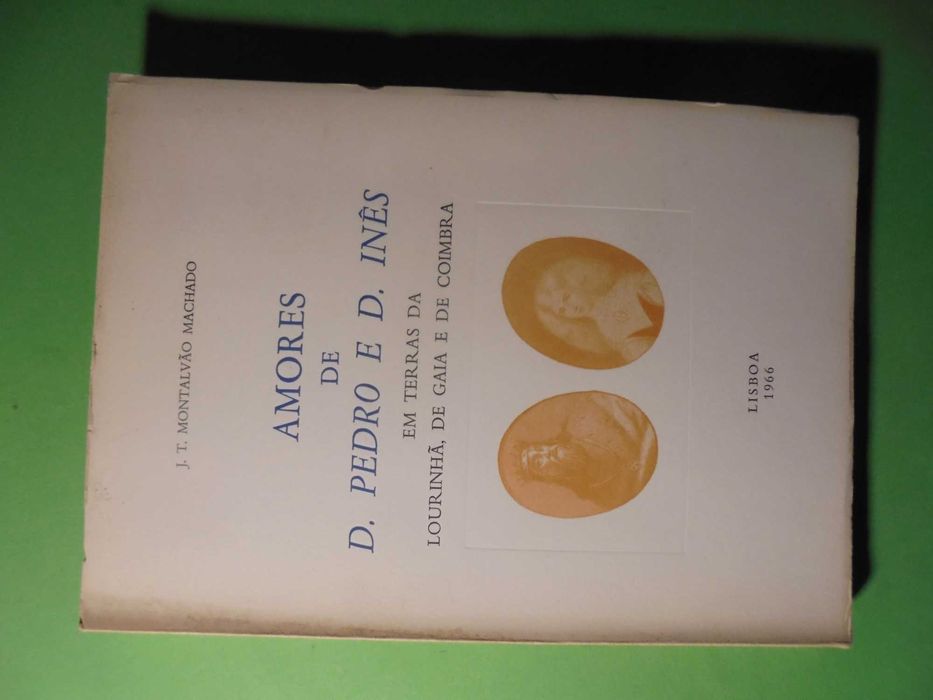 J. T. MONTALVÃO MACHADO
AMORES
DE
D. PEDRO E D. INÊS
EM TERRAS DA
LOURINHÃ, DE GAIA E DE COIMBRA
LISBOA
1966